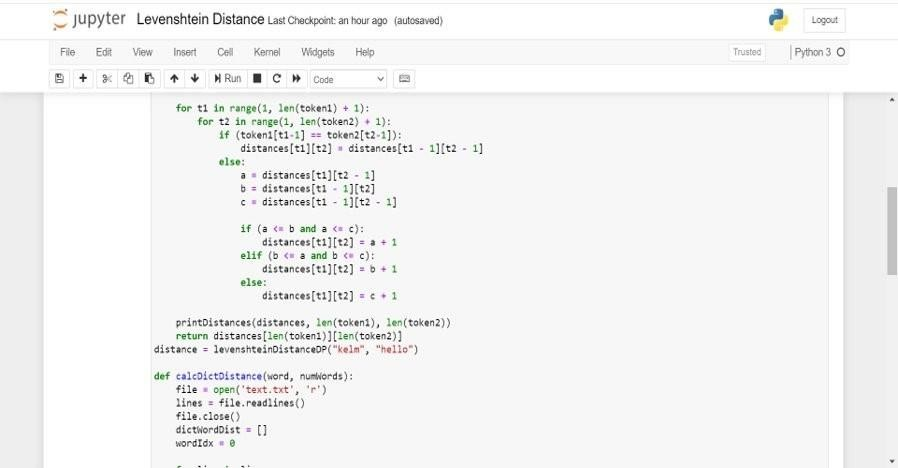 jupyter Levenshtein Distance Last Checkpoint: an hour ago (autosaved) Logout
File Edit View Insert Cell Kernel Widgets Help Trusted Python 3
Run Code
for t1 in range(1, len(token1) + 1):
for t2 in range(1, len(token2) + 1):
if (token1[t1-1] == token2[t2-1]):
distances[t1][t2] = distances[t1 - 1][t2 - 1]
else:
a = distances[t1][t2 - 1]
b = distances[t1 - 1][t2]
c = distances[t1 - 1][t2 - 1]
if (a <= b and a <= c):
distances[t1][t2] = a + 1
elif (b <= a and b <= c):
distances[t1][t2] = b + 1
else:
distances[t1][t2] = c + 1
printDistances(distances, len(token1), len(token2))
return distances[len(token1)][len(token2)]
distance = levenshteinDistanceDP("kelm", "hello")
def calcDictDistance(word, numWords):
file = open('text.txt', 'r')
lines = file.readlines()
file.close()
dictWordDist = []
wordIdx = 0